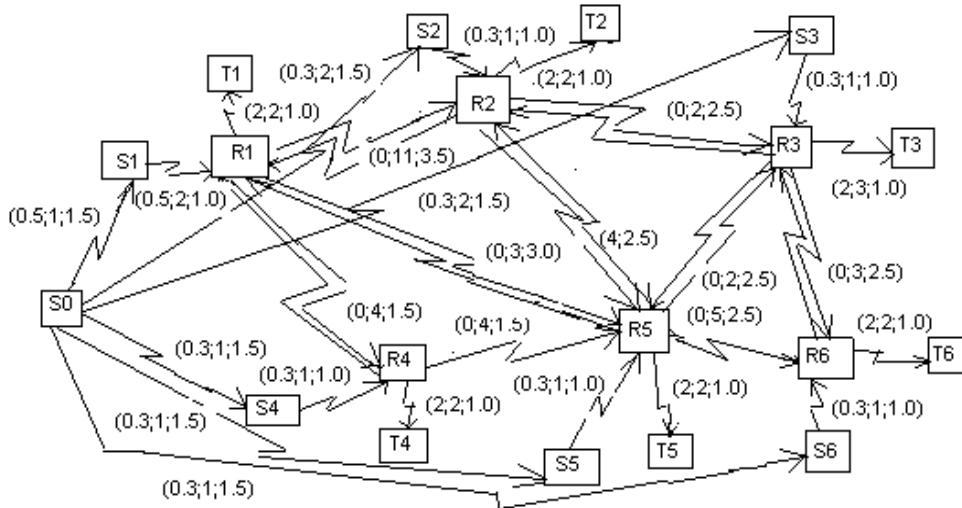 S2
(0.3;1;1.0)
T2
S3
(0.3;2;1.5)
(2;2;1.0)
(0.3;1;1.0)
T1
R2
(2;2;1.0)
(0;2;2.5)
R3
T3
S1
R1
(0;11;3.5)
(2;3;1.0)
(0.5;1;1.5)
(0.5;2;1.0)
(0.3;2;1.5)
(0;3;3.0)
(4;2.5)
(0;2;2.5)
(0;3;2.5)
S0
(0;4;1.5)
(0;4;1.5)
R5
(0;5;2.5)
(2;2;1.0)
(0.3;1;1.5)
R4
R6
T6
(0.3;1;1.0)
(0.3;1;1.0)
(2;2;1.0)
(0.3;1;1.0)
S4
(2;2;1.0)
(0.3;1;1.5)
T4
T5
S6
S5
(0.3;1;1.5)